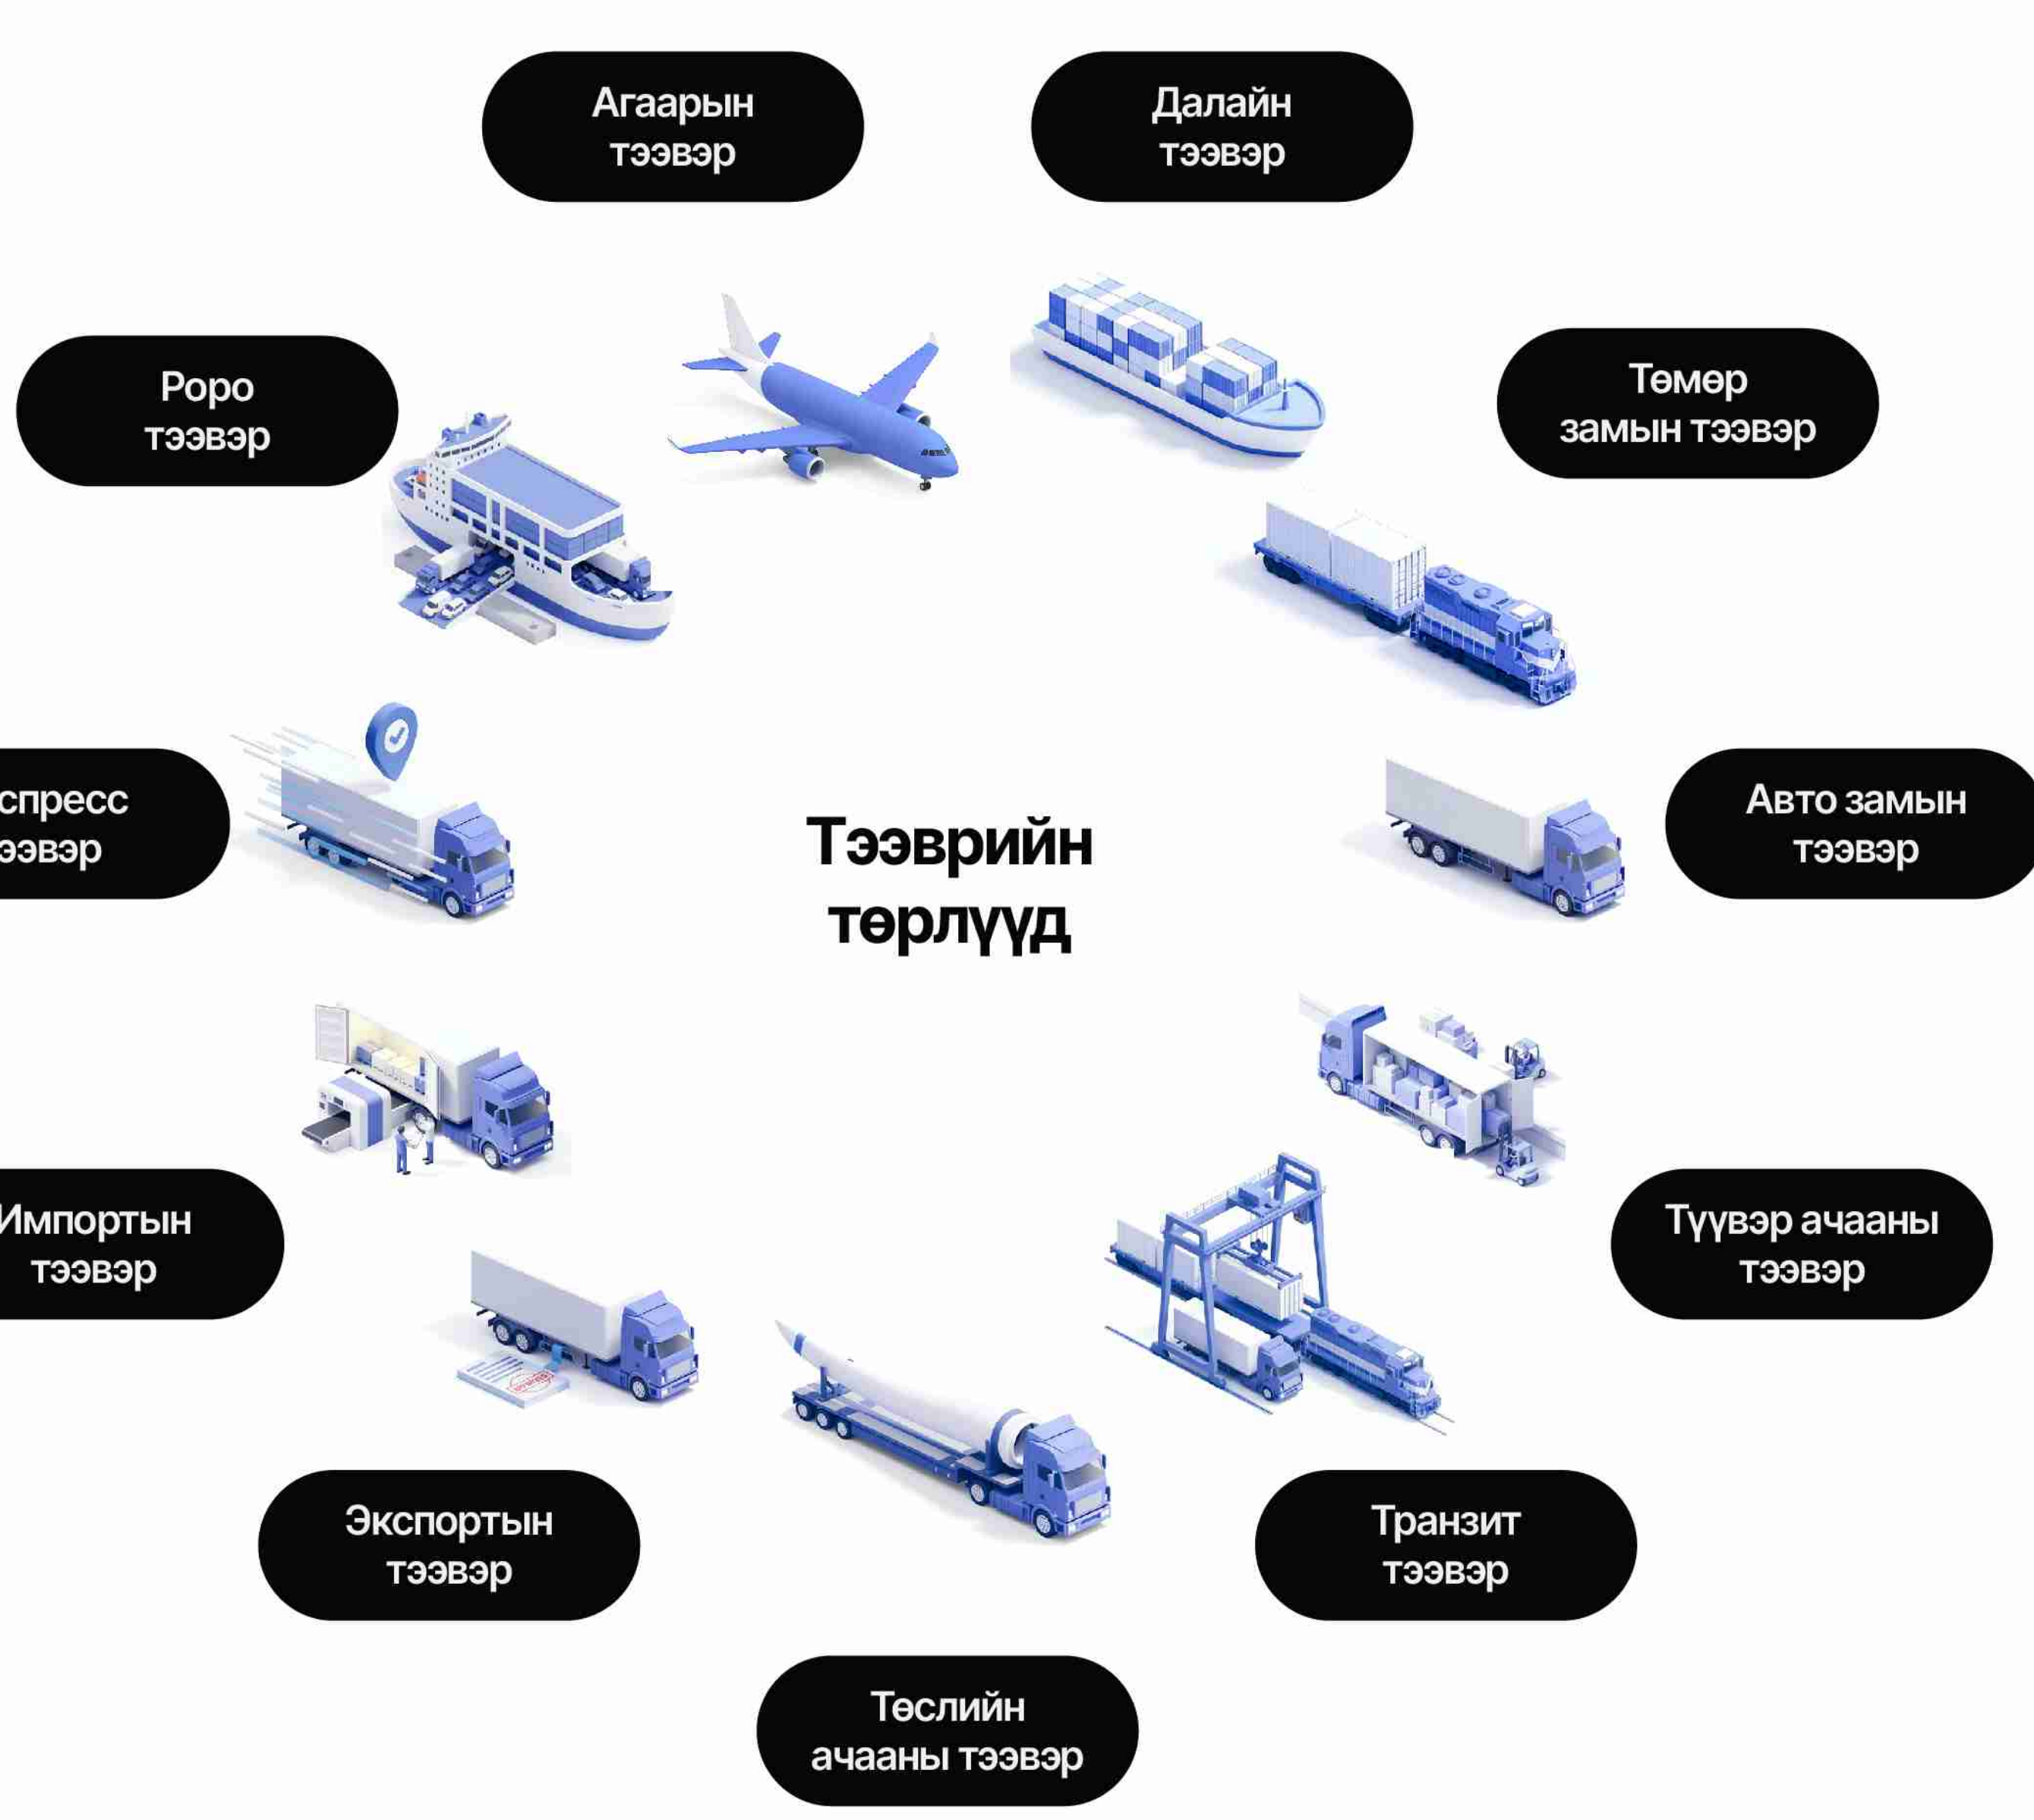 Агаарын
тээвэр
Далайн
тээвэр
Роро
тээвэр
Төмөр
замын тээвэр
спресс
ээвэр
Тээврийн
төрлүүд
Авто замын
тээвэр
Импортын
тээвэр
Түүвэр ачааны
тээвэр
Экспортын
тээвэр
Транзит
тээвэр
Төслийн
ачааны тээвэр